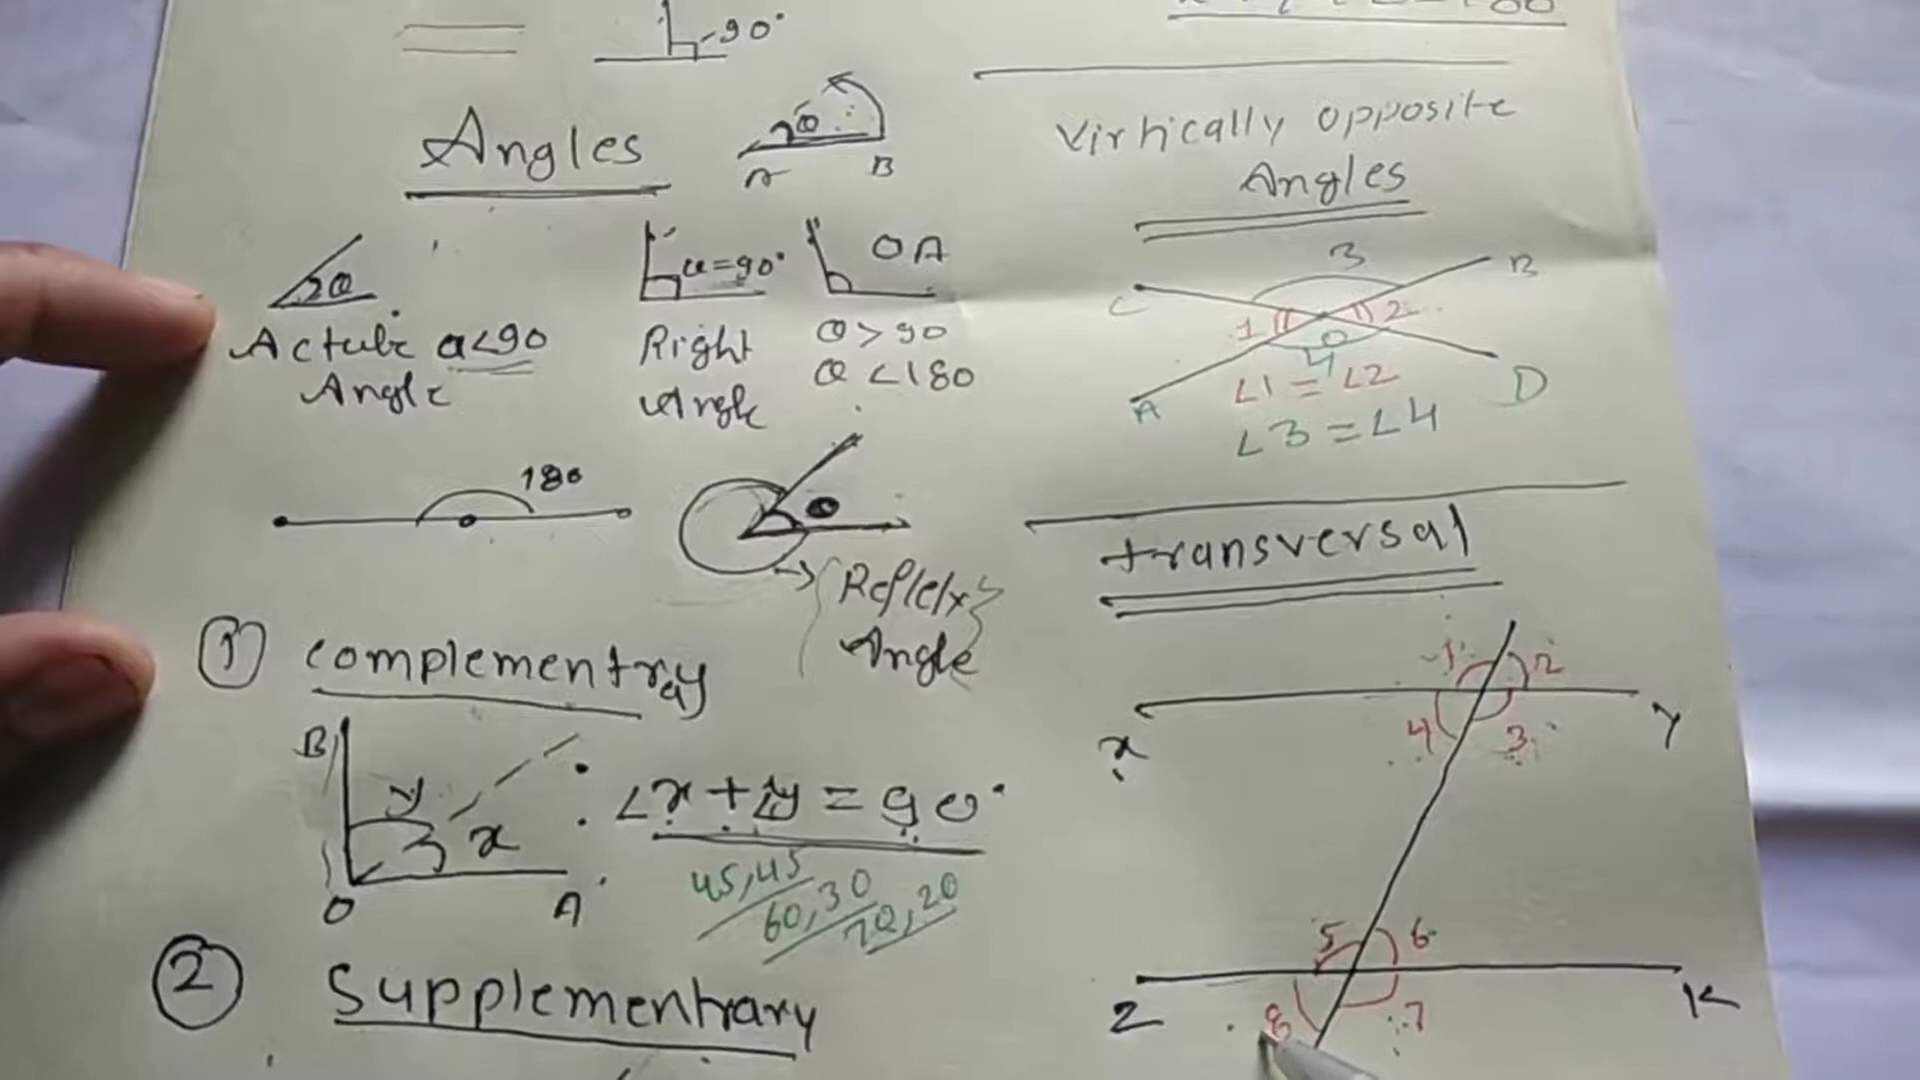 90°
Angles
θ
A B
θ
a=90°
OA
Actute a<90
Angle
Right
Angle
θ>90
θ<180
180
θ
Reflelx
Angle
① complementray
B
y
x
O A
∠x+∠y=90°
45,45
60,30
70,20
② Supplementrary
Virtically opposite
Angles
3
C B
1 2
O
4
A D
∠1=∠2
∠3=∠4
transversal
1 2
x y
4 3
5 6
Z K
8 7